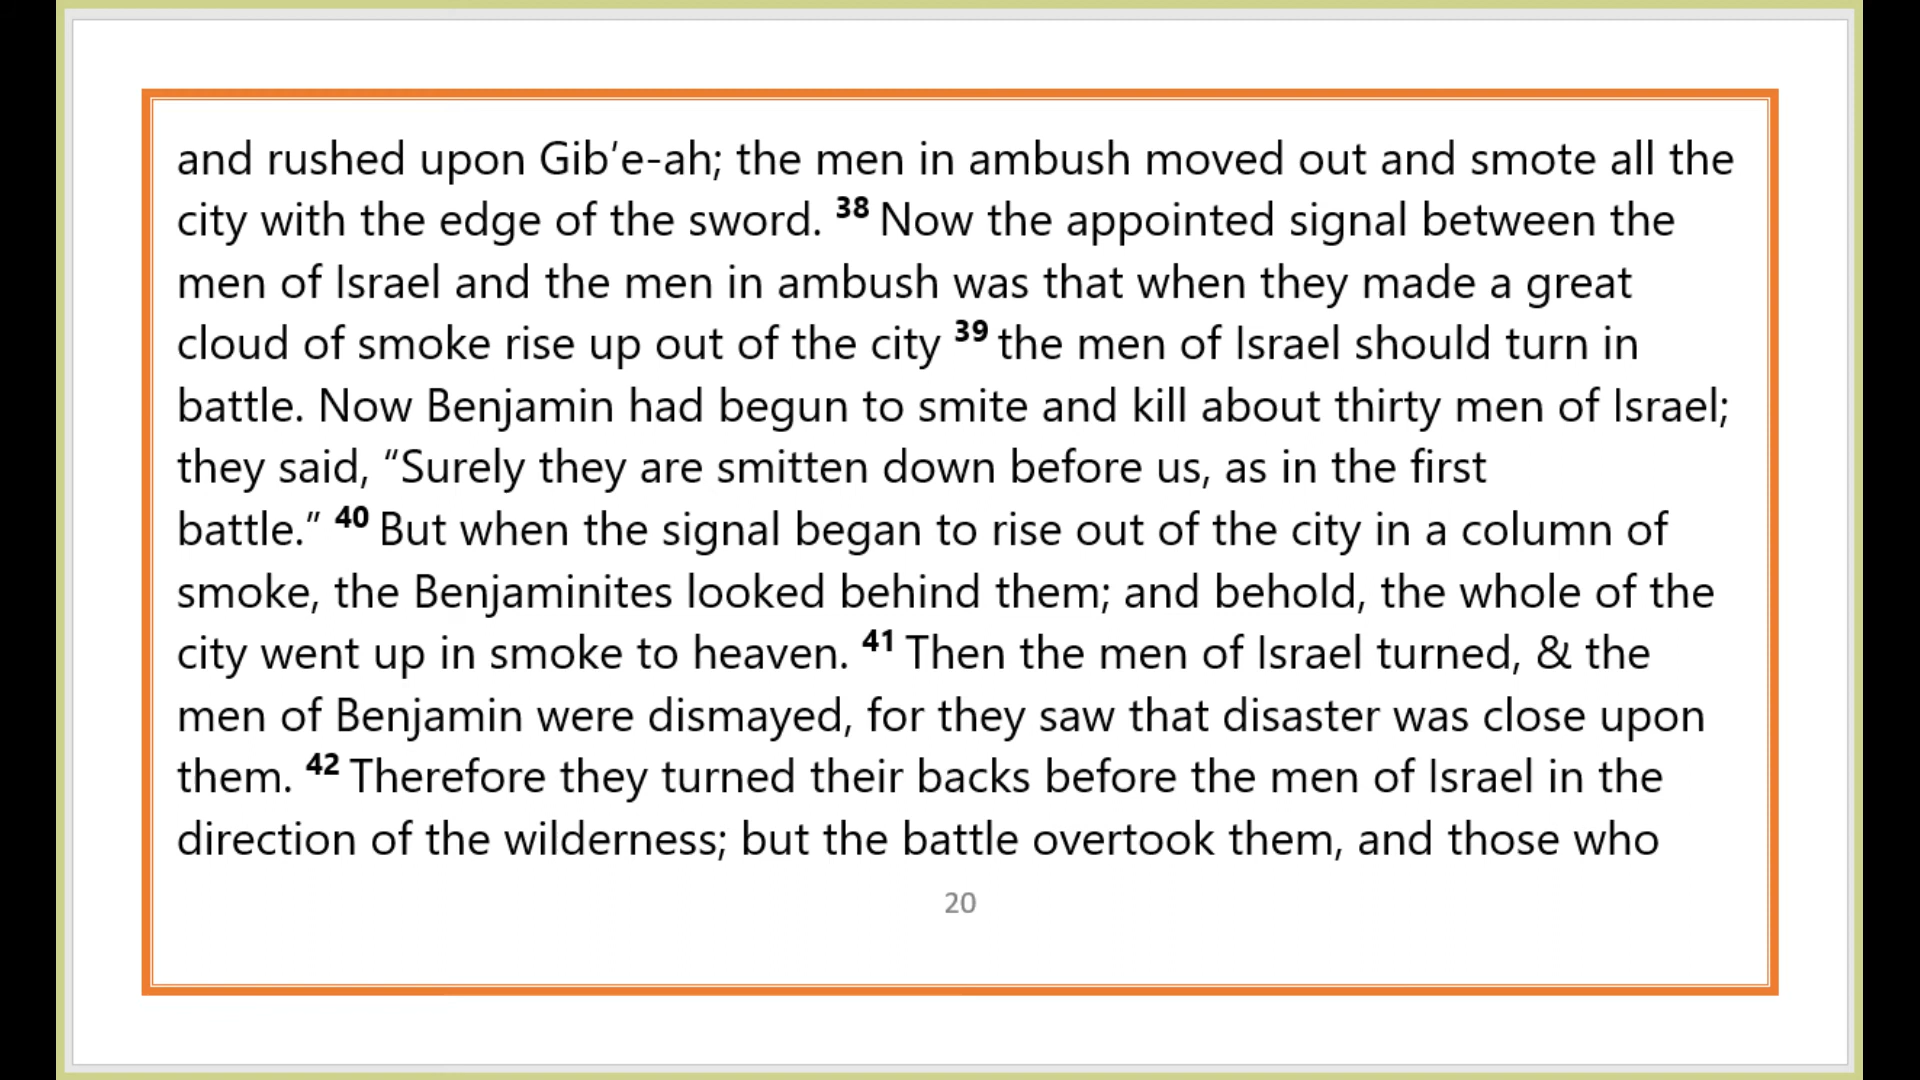 and rushed upon Gib′e-ah; the men in ambush moved out and smote all the
city with the edge of the sword. 38 Now the appointed signal between the
men of Israel and the men in ambush was that when they made a great
cloud of smoke rise up out of the city 39 the men of Israel should turn in
battle. Now Benjamin had begun to smite and kill about thirty men of Israel;
they said, “Surely they are smitten down before us, as in the first
battle.” 40 But when the signal began to rise out of the city in a column of
smoke, the Benjaminites looked behind them; and behold, the whole of the
city went up in smoke to heaven. 41 Then the men of Israel turned, & the
men of Benjamin were dismayed, for they saw that disaster was close upon
them. 42 Therefore they turned their backs before the men of Israel in the
direction of the wilderness; but the battle overtook them, and those who
20